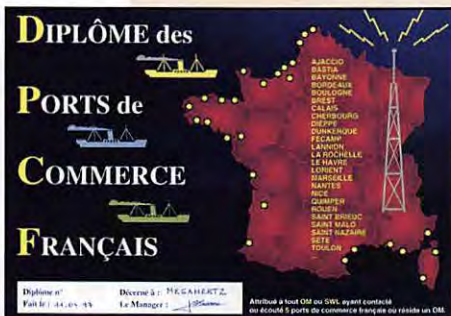 DIPLÔME des
PORTS de
COMMERCE
FRANÇAIS
AJACCIO
BASTIA
BAYONNE
BORDEAUX
BOULOGNE
BREST
CALAIS
CHERBOURG
DIEPPE
DUNKERQUE
FECAMP
LANNION
LA ROCHELLE
LE HAVRE
LORIENT
MARSEILLE
NANTES
NICE
QUIMPER
ROUEN
SAINT BRIEUC
SAINT MALO
SAINT NAZAIRE
SETE
TOULON
Diplôme n°
Décerné à : MEGAHERTZ
Fait le :
Le Manager :
Attribué à tout OM ou SWL ayant contacté
ou écouté 5 ports de commerce français où réside un OM.